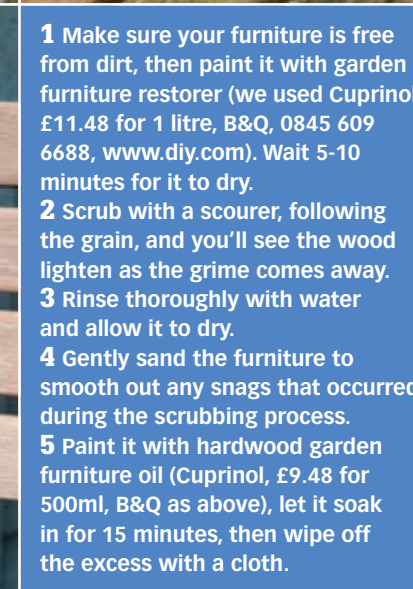 1 Make sure your furniture is free
from dirt, then paint it with garden
furniture restorer (we used Cuprinol
£11.48 for 1 litre, B&Q, 0845 609
6688, www.diy.com). Wait 5-10
minutes for it to dry.
2 Scrub with a scourer, following
the grain, and you'll see the wood
lighten as the grime comes away.
3 Rinse thoroughly with water
and allow it to dry.
4 Gently sand the furniture to
smooth out any snags that occurred
during the scrubbing process.
5 Paint it with hardwood garden
furniture oil (Cuprinol, £9.48 for
500ml, B&Q as above), let it soak
in for 15 minutes, then wipe off
the excess with a cloth.